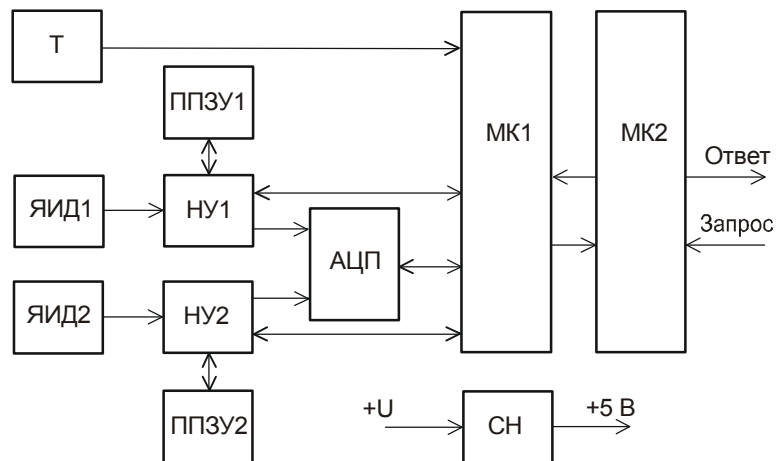 Т
ППЗУ1
МК1
МК2
Ответ
ЯИД1
НУ1
Запрос
АЦП
ЯИД2
НУ2
ППЗУ2
+U
СН
+5 В